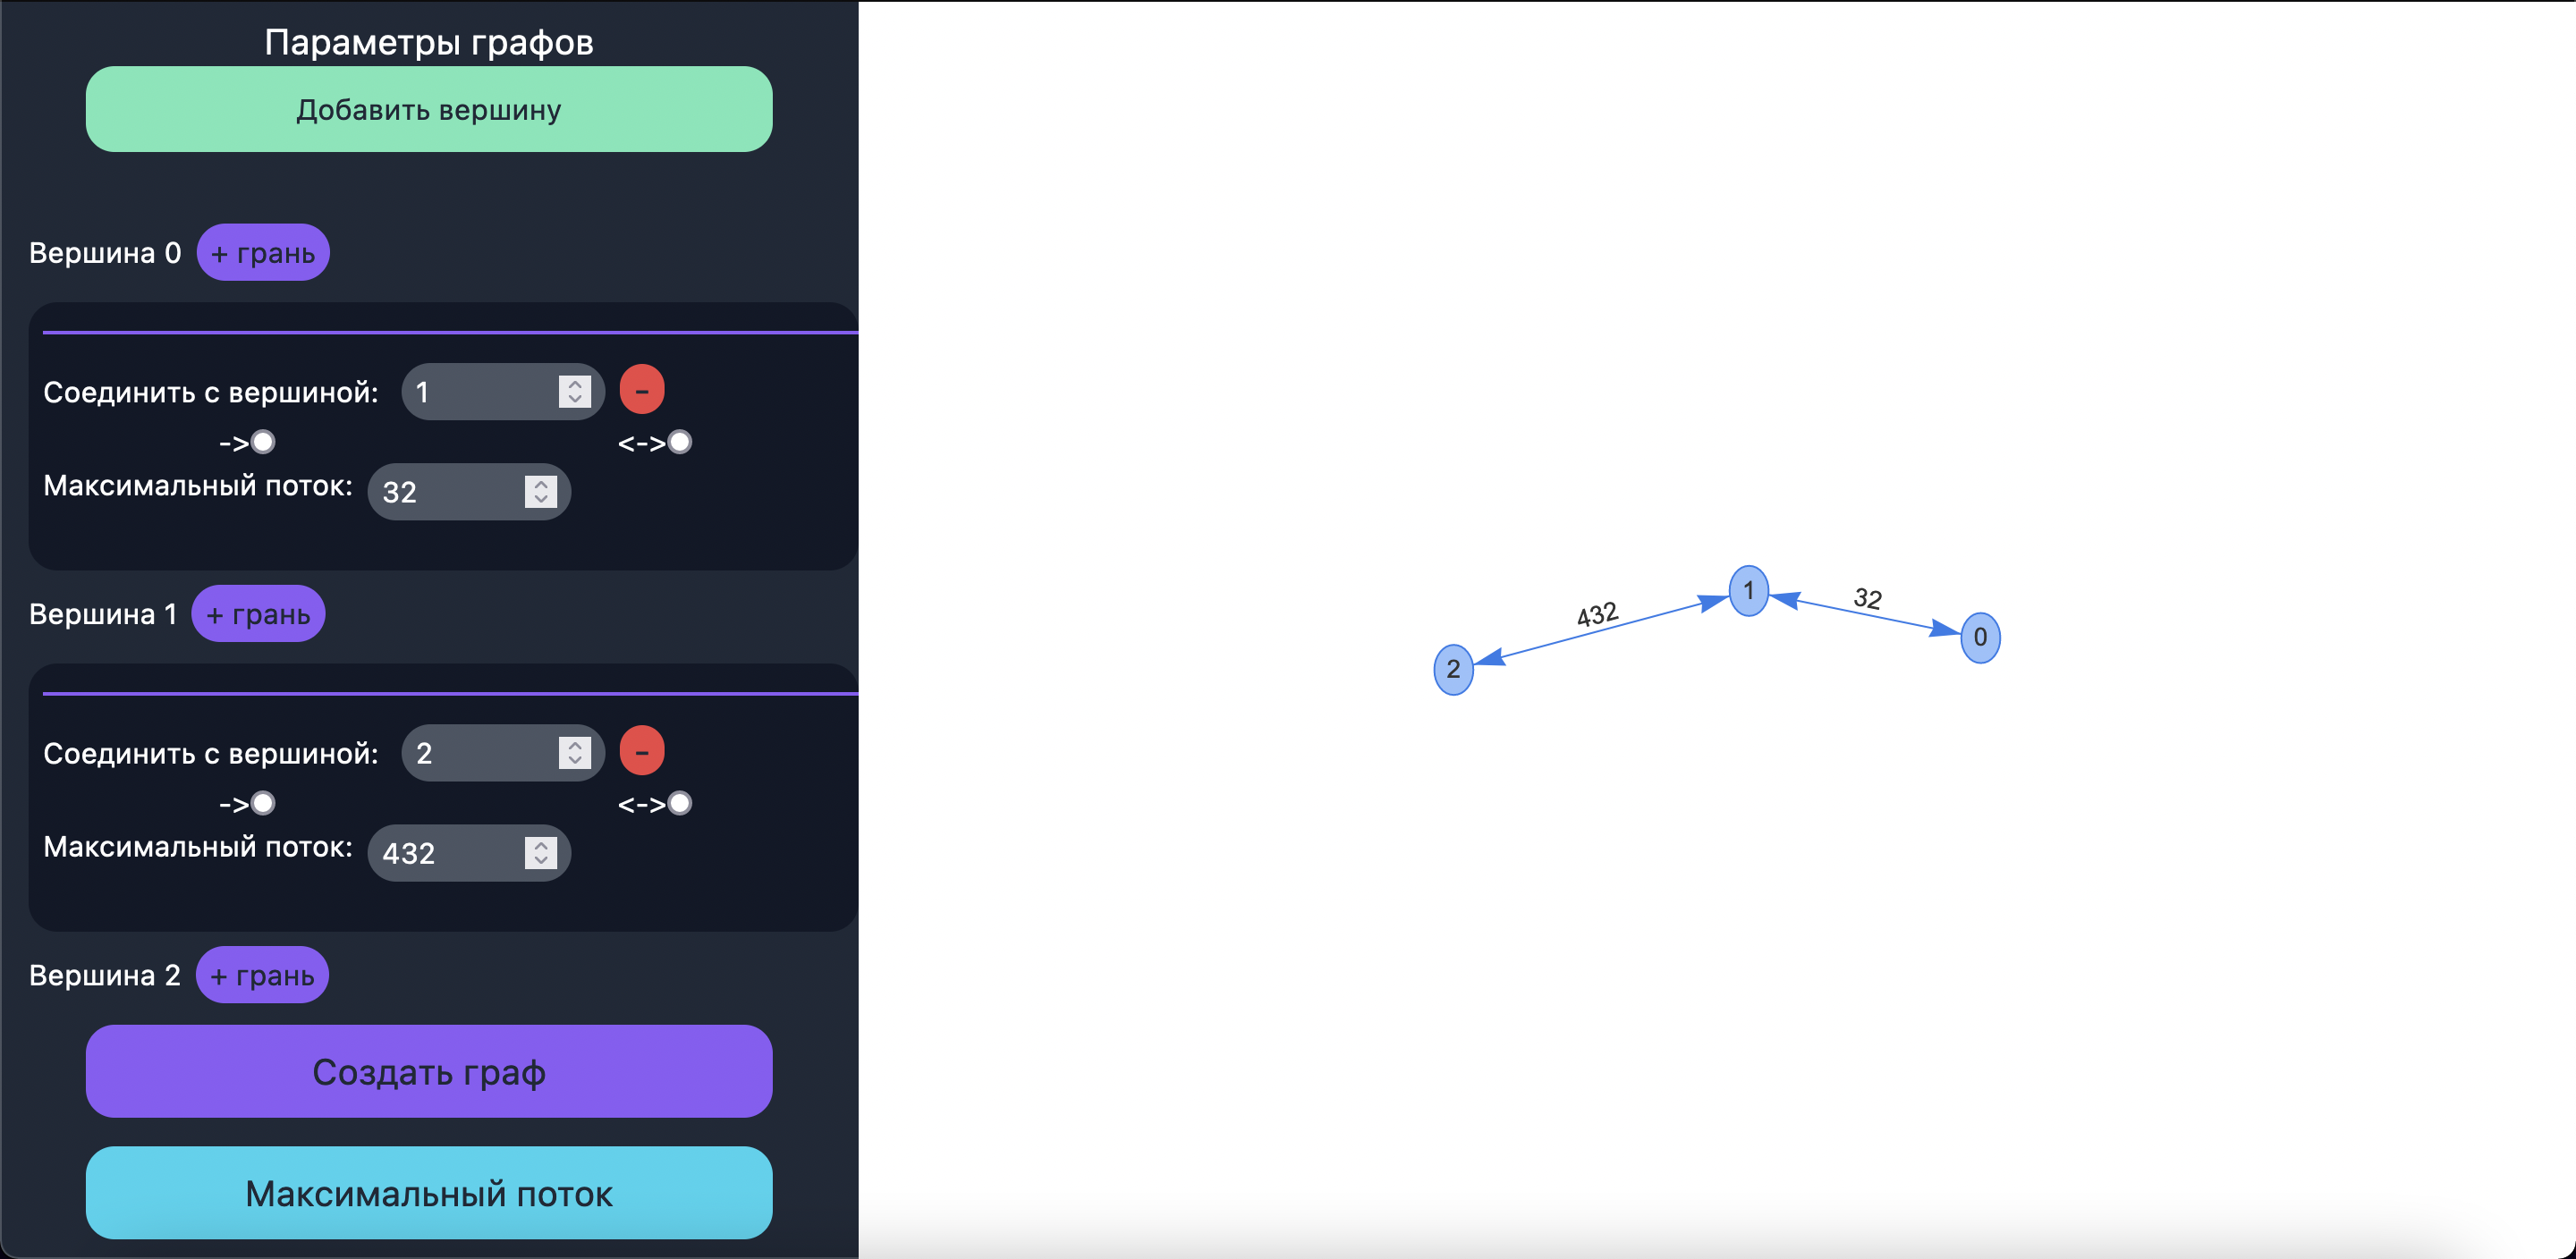 Параметры графов
Добавить вершину
Вершина 0 + грань
Соединить с вершиной: 1 -
-> <->
Максимальный поток: 32
Вершина 1 + грань
Соединить с вершиной: 2 -
-> <->
Максимальный поток: 432
Вершина 2 + грань
Создать граф
Максимальный поток
1
432
32
0
2